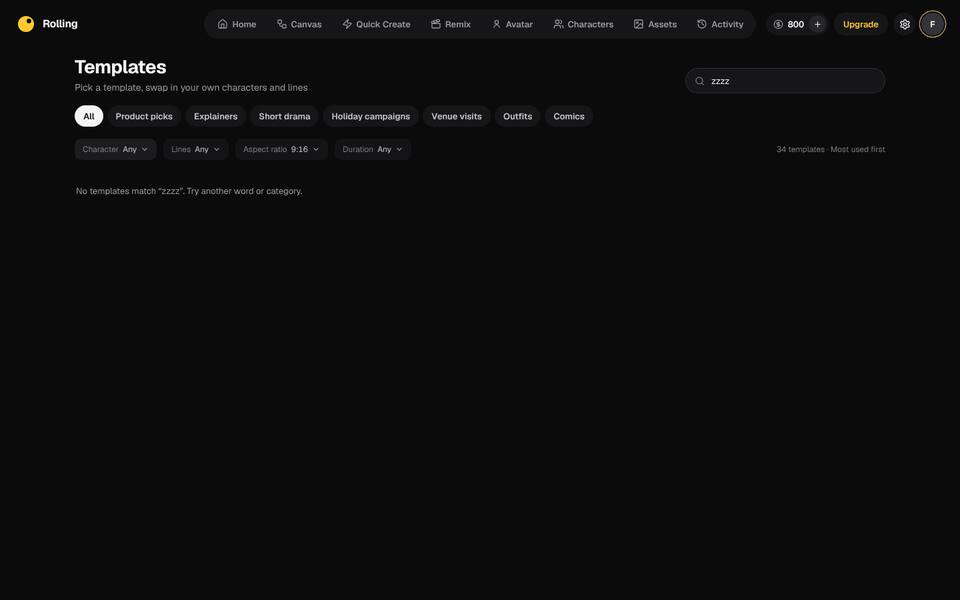 Rolling
Home Canvas Quick Create Remix Avatar Characters Assets Activity 800 + Upgrade F
Templates
Pick a template, swap in your own characters and lines
zzzz
All Product picks Explainers Short drama Holiday campaigns Venue visits Outfits Comics
Character Any Lines Any Aspect ratio 9:16 Duration Any 34 templates · Most used first
No templates match “zzzz”. Try another word or category.